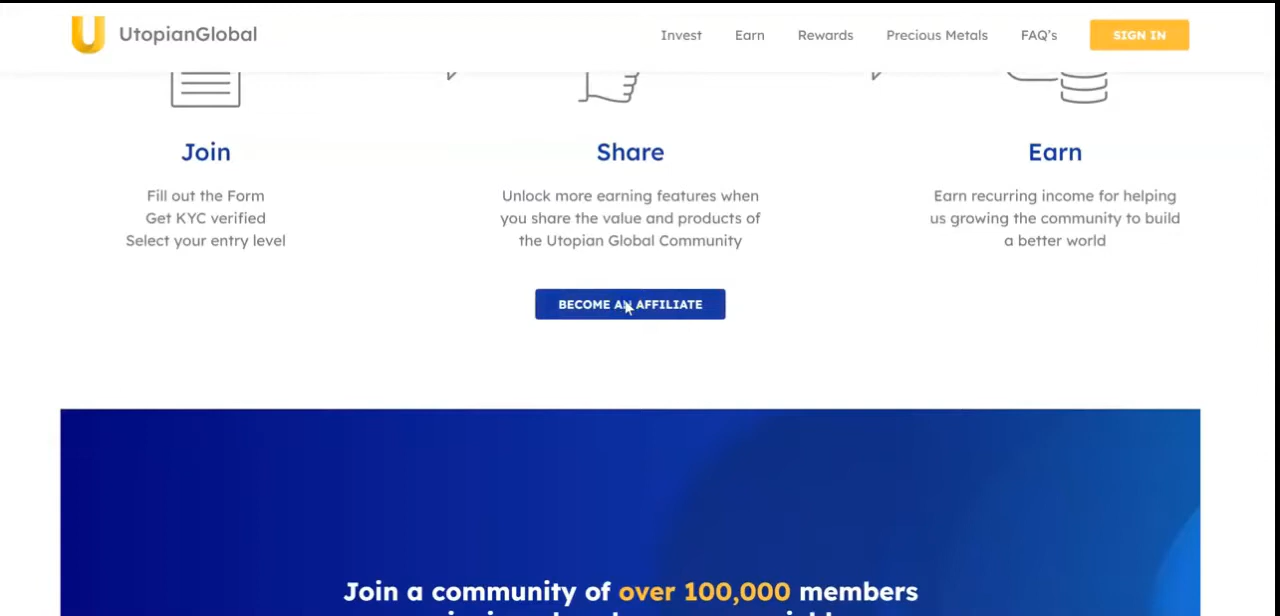 UtopianGlobal
Invest
Earn
Rewards
Precious Metals
FAQ's
SIGN IN
Join
Fill out the Form
Get KYC verified
Select your entry level
Share
Unlock more earning features when
you share the value and products of
the Utopian Global Community
Earn
Earn recurring income for helping
us growing the community to build
a better world
BECOME AN AFFILIATE
Join a community of over 100,000 members